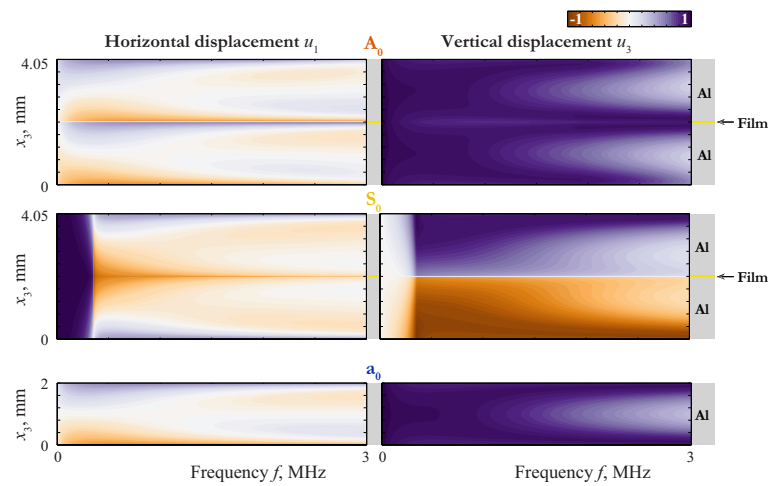 -1 1
Horizontal displacement u₁ A₀ Vertical displacement u₃
4.05
x₃, mm
0
Al
Film
Al
S₀
4.05
x₃, mm
0
Al
Film
Al
a₀
2
x₃, mm
0
Al
0 3 0 3
Frequency f, MHz Frequency f, MHz